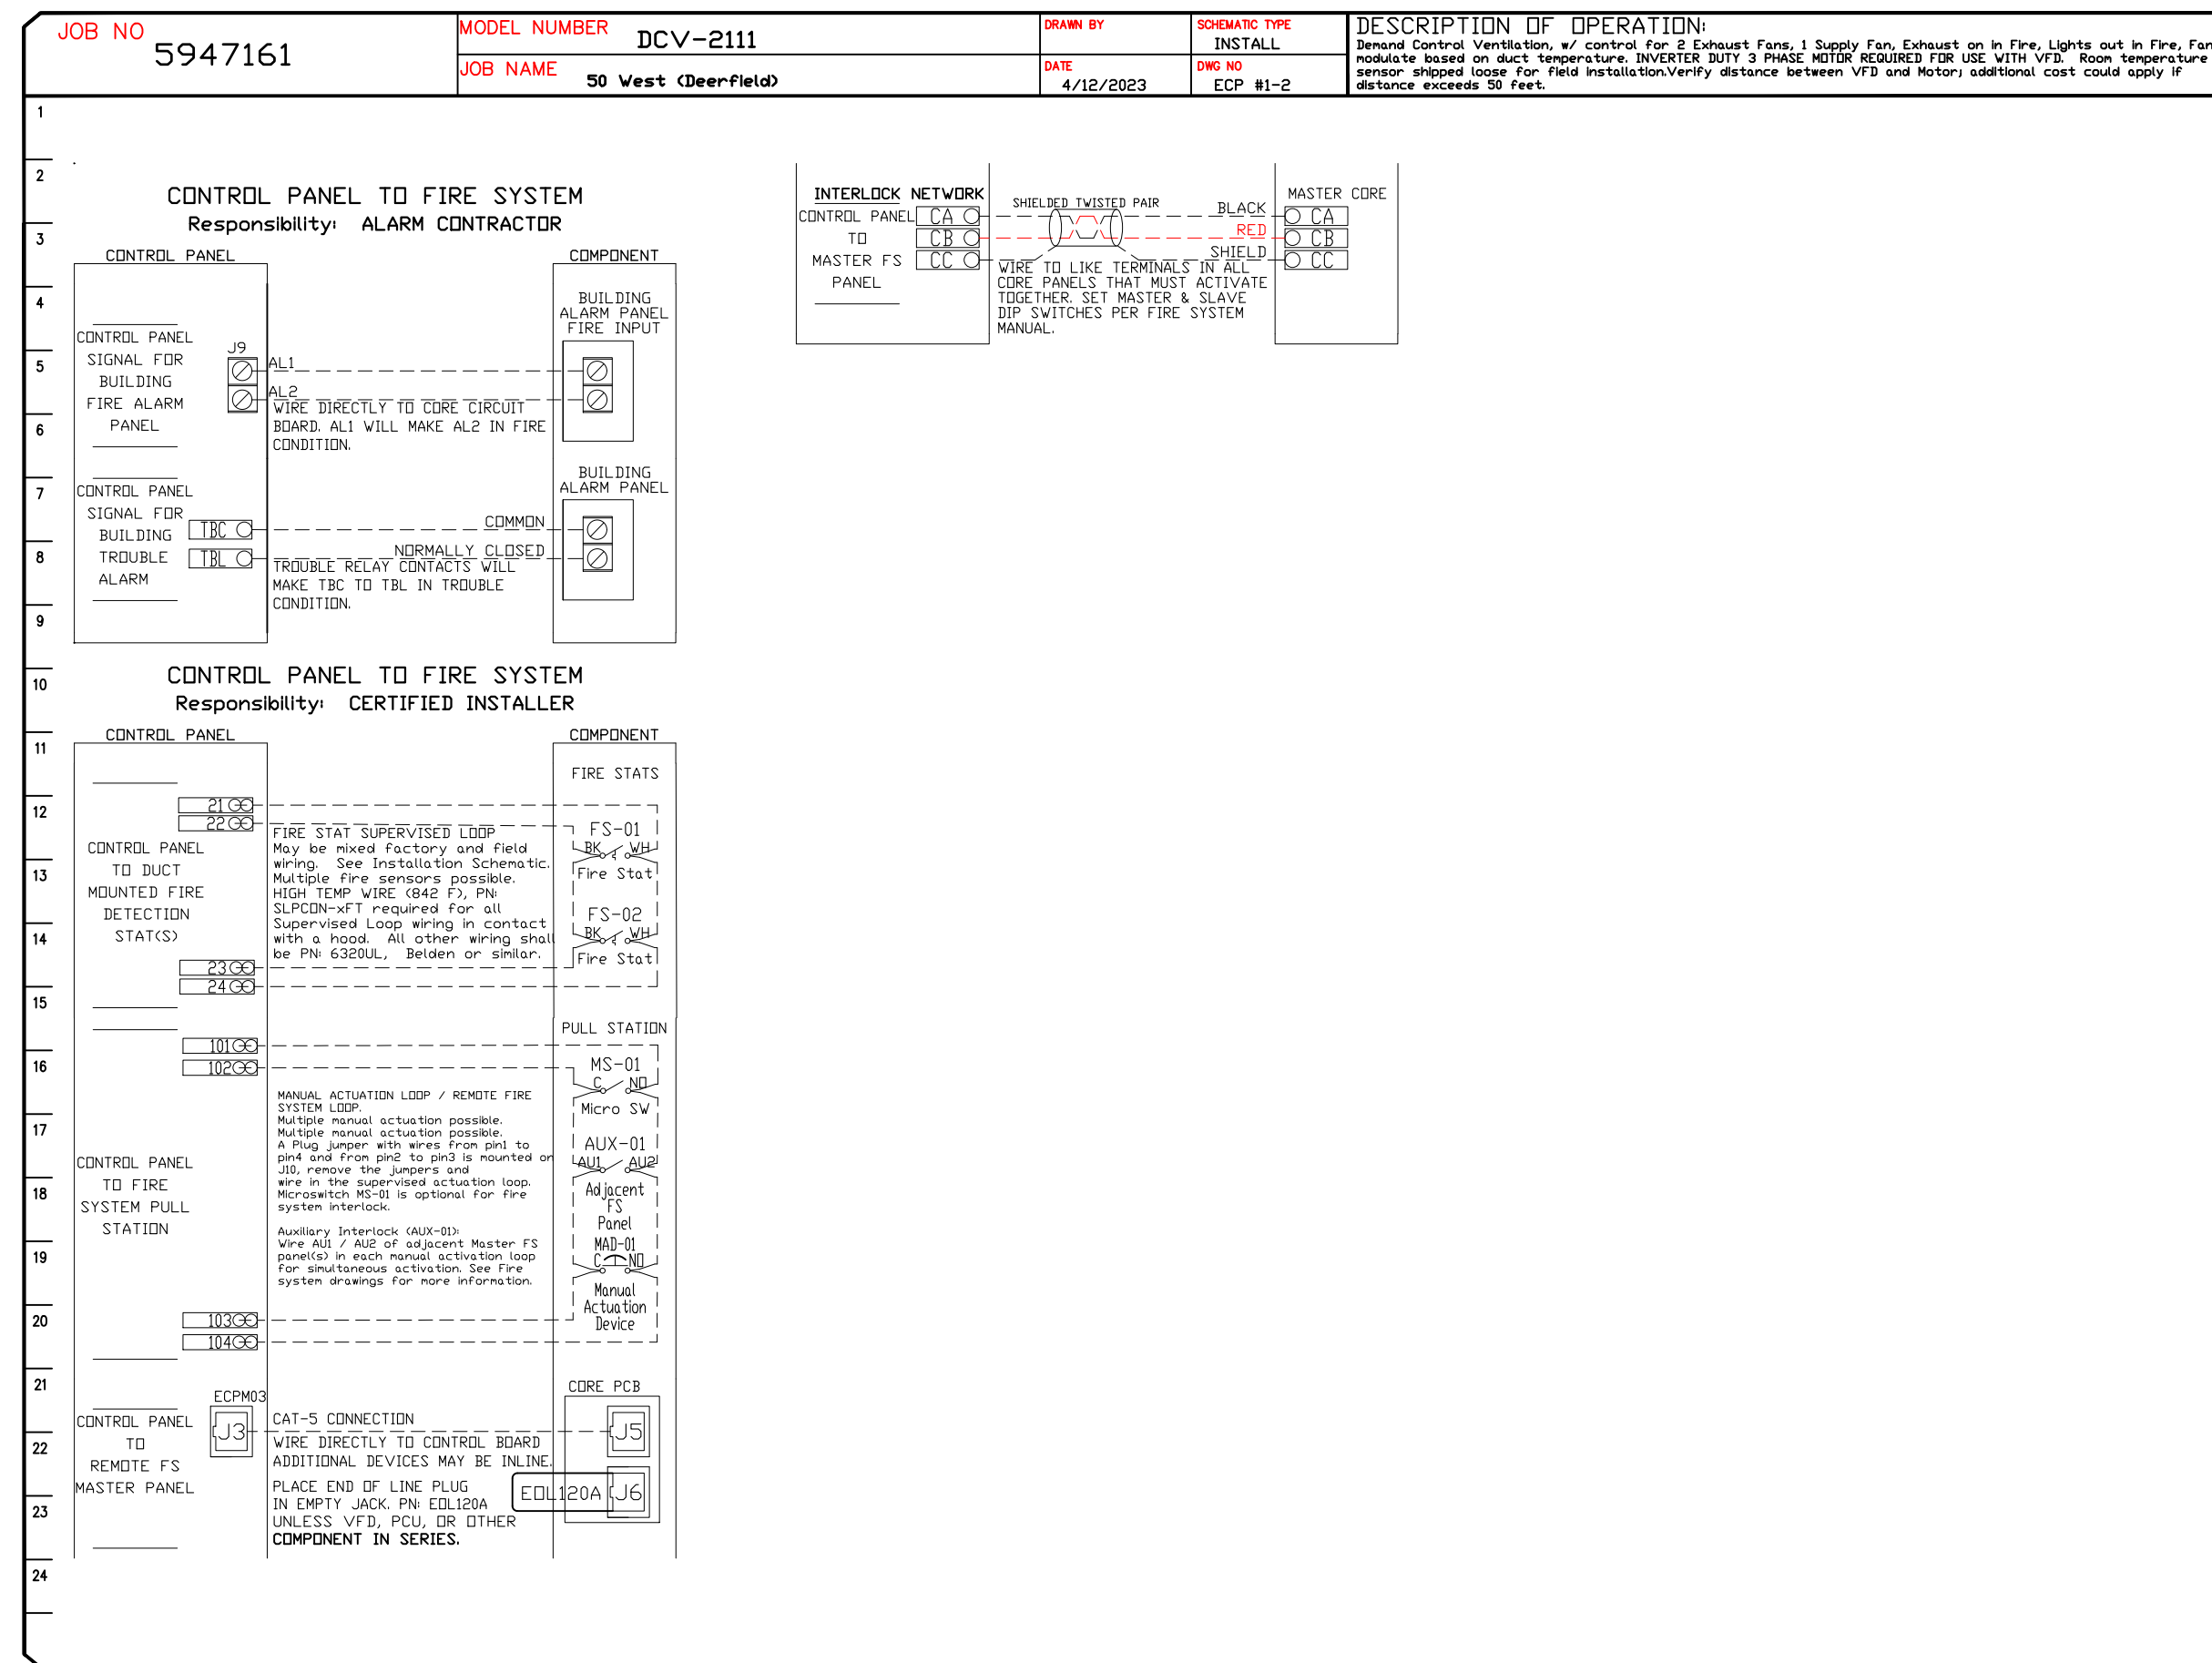 JOB NO
5947161
MODEL NUMBER
DCV-2111
JOB NAME
50 West (Deerfield)
DRAWN BY
DATE
4/12/2023
SCHEMATIC TYPE
INSTALL
DWG NO
ECP #1-2
DESCRIPTION OF OPERATION:
Demand Control Ventilation, w/ control for 2 Exhaust Fans, 1 Supply Fan, Exhaust on in Fire, Lights out in Fire, Fan
modulate based on duct temperature. INVERTER DUTY 3 PHASE MOTOR REQUIRED FOR USE WITH VFD. Room temperature
sensor shipped loose for field installation.Verify distance between VFD and Motor; additional cost could apply if
distance exceeds 50 feet.
1
2
3
4
5
6
7
8
9
10
11
12
13
14
15
16
17
18
19
20
21
22
23
24
CONTROL PANEL TO FIRE SYSTEM
Responsibility: ALARM CONTRACTOR
CONTROL PANEL
COMPONENT
CONTROL PANEL
SIGNAL FOR
BUILDING
FIRE ALARM
PANEL
J9
AL1
AL2
WIRE DIRECTLY TO CORE CIRCUIT
BOARD. AL1 WILL MAKE AL2 IN FIRE
CONDITION.
BUILDING
ALARM PANEL
FIRE INPUT
CONTROL PANEL
SIGNAL FOR
BUILDING
TROUBLE
ALARM
TBC
TBL
COMMON
NORMALLY CLOSED
TROUBLE RELAY CONTACTS WILL
MAKE TBC TO TBL IN TROUBLE
CONDITION.
BUILDING
ALARM PANEL
INTERLOCK NETWORK
CONTROL PANEL
TO
MASTER FS
PANEL
CA
CB
CC
SHIELDED TWISTED PAIR
BLACK
RED
SHIELD
WIRE TO LIKE TERMINALS IN ALL
CORE PANELS THAT MUST ACTIVATE
TOGETHER. SET MASTER & SLAVE
DIP SWITCHES PER FIRE SYSTEM
MANUAL.
MASTER CORE
CA
CB
CC
CONTROL PANEL TO FIRE SYSTEM
Responsibility: CERTIFIED INSTALLER
CONTROL PANEL
COMPONENT
CONTROL PANEL
TO DUCT
MOUNTED FIRE
DETECTION
STAT(S)
21
22
23
24
FIRE STAT SUPERVISED LOOP
May be mixed factory and field
wiring. See Installation Schematic.
Multiple fire sensors possible.
HIGH TEMP WIRE (842 F), PN:
SLPCON-xFT required for all
Supervised Loop wiring in contact
with a hood. All other wiring shall
be PN: 6320UL, Belden or similar.
FIRE STATS
FS-01
BK WH
Fire Stat
FS-02
BK WH
Fire Stat
CONTROL PANEL
TO FIRE
SYSTEM PULL
STATION
101
102
103
104
MANUAL ACTUATION LOOP / REMOTE FIRE
SYSTEM LOOP.
Multiple manual actuation possible.
Multiple manual actuation possible.
A Plug jumper with wires from pin1 to
pin4 and from pin2 to pin3 is mounted on
J10, remove the jumpers and
wire in the supervised actuation loop.
Microswitch MS-01 is optional for fire
system interlock.
Auxiliary Interlock (AUX-01):
Wire AU1 / AU2 of adjacent Master FS
panel(s) in each manual activation loop
for simultaneous activation. See Fire
system drawings for more information.
PULL STATION
MS-01
C NO
Micro SW
AUX-01
AU1 AU2
Adjacent
FS
Panel
MAD-01
C NO
Manual
Actuation
Device
CONTROL PANEL
TO
REMOTE FS
MASTER PANEL
ECPM03
J3
CAT-5 CONNECTION
WIRE DIRECTLY TO CONTROL BOARD
ADDITIONAL DEVICES MAY BE INLINE.
PLACE END OF LINE PLUG
IN EMPTY JACK. PN: EOL120A
UNLESS VFD, PCU, OR OTHER
COMPONENT IN SERIES.
CORE PCB
J5
EOL120A
J6